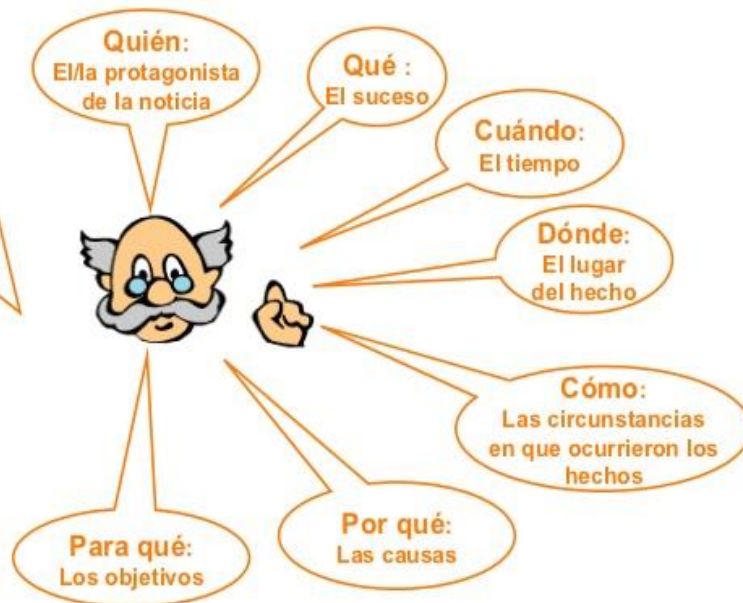 Quién:
El/la protagonista
de la noticia
Qué :
El suceso
Cuándo:
El tiempo
Dónde:
El lugar
del hecho
Cómo:
Las circunstancias
en que ocurrieron los
hechos
Por qué:
Las causas
Para qué:
Los objetivos